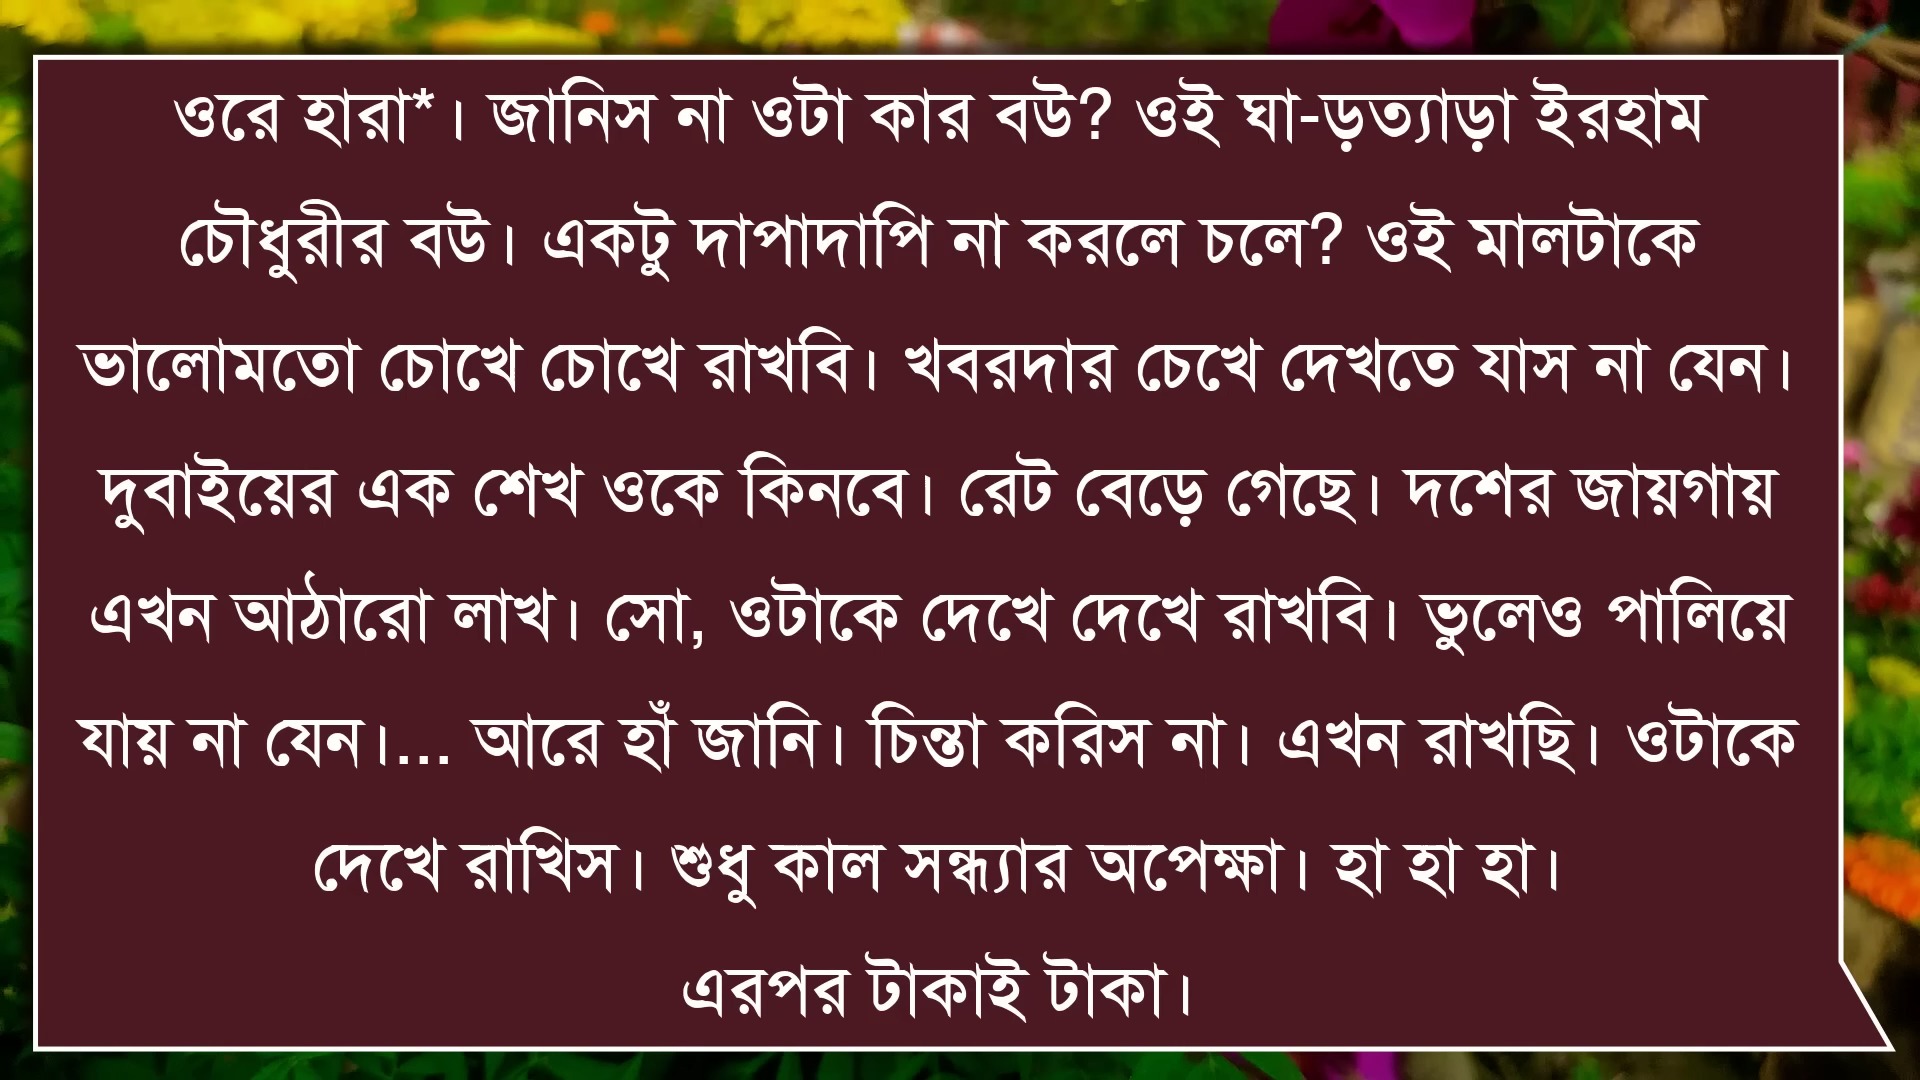 ওরে হারা*। জানিস না ওটা কার বউ? ওই ঘা-ড়ত্যাড়া ইরহাম
চৌধুরীর বউ। একটু দাপাদাপি না করলে চলে? ওই মালটাকে
ভালোমতো চোখে চোখে রাখবি। খবরদার চেখে দেখতে যাস না যেন।
দুবাইয়ের এক শেখ ওকে কিনবে। রেট বেড়ে গেছে। দশের জায়গায়
এখন আঠারো লাখ। সো, ওটাকে দেখে দেখে রাখবি। ভুলেও পালিয়ে
যায় না যেন।... আরে হাঁ জানি। চিন্তা করিস না। এখন রাখছি। ওটাকে
দেখে রাখিস। শুধু কাল সন্ধ্যার অপেক্ষা। হা হা হা।
এরপর টাকাই টাকা।